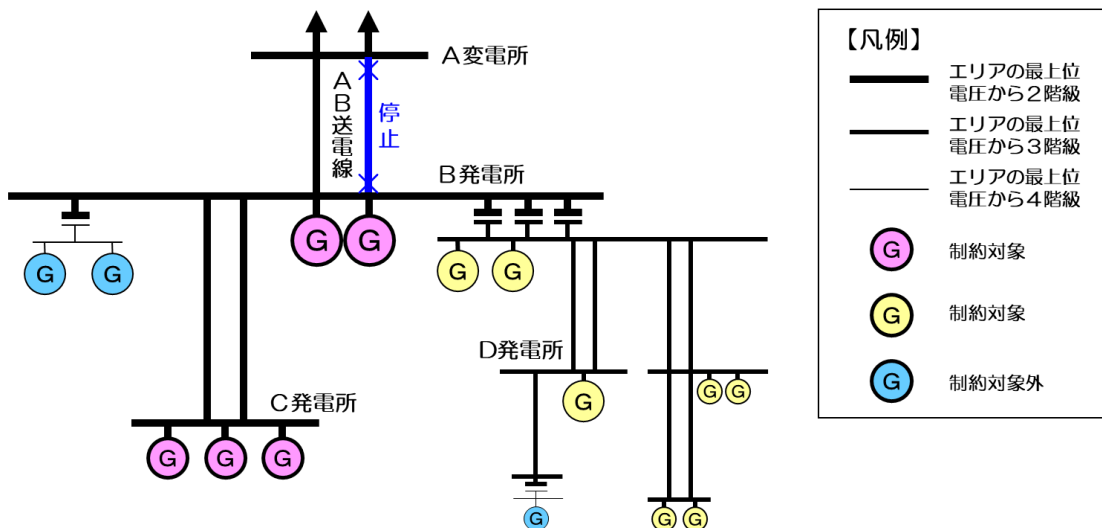 A変電所
AB送電線
停止
B発電所
G G
G G
G G
D発電所
G
G G
C発電所
G G G
G
G G
【凡例】
エリアの最上位
電圧から2階級
エリアの最上位
電圧から3階級
エリアの最上位
電圧から4階級
G 制約対象
G 制約対象
G 制約対象外